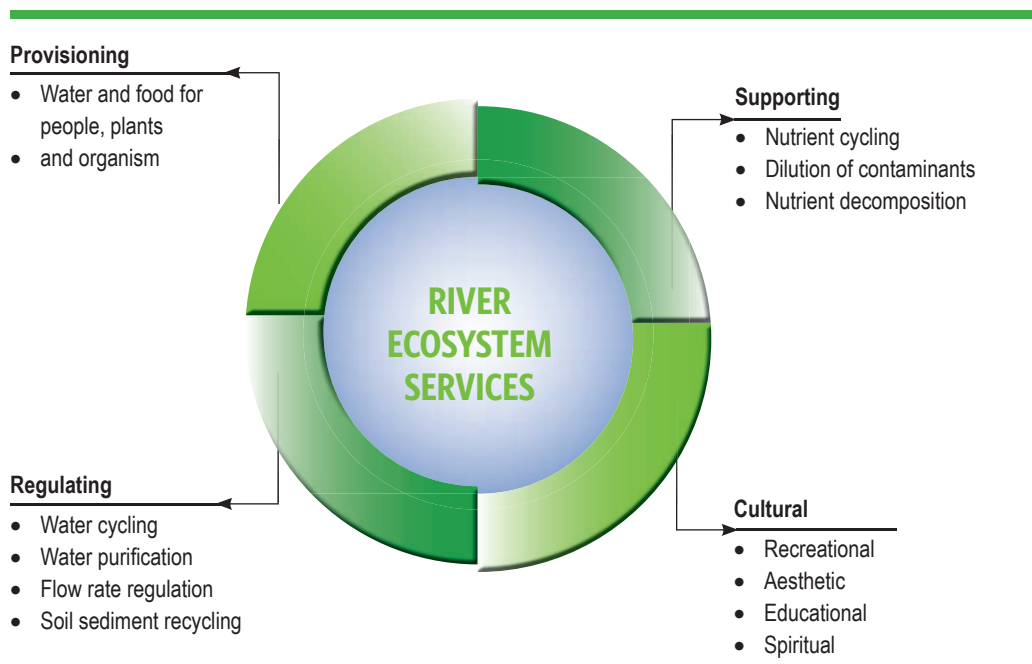 Provisioning
• Water and food for
people, plants
• and organism
Supporting
• Nutrient cycling
• Dilution of contaminants
• Nutrient decomposition
RIVER
ECOSYSTEM
SERVICES
Regulating
• Water cycling
• Water purification
• Flow rate regulation
• Soil sediment recycling
Cultural
• Recreational
• Aesthetic
• Educational
• Spiritual